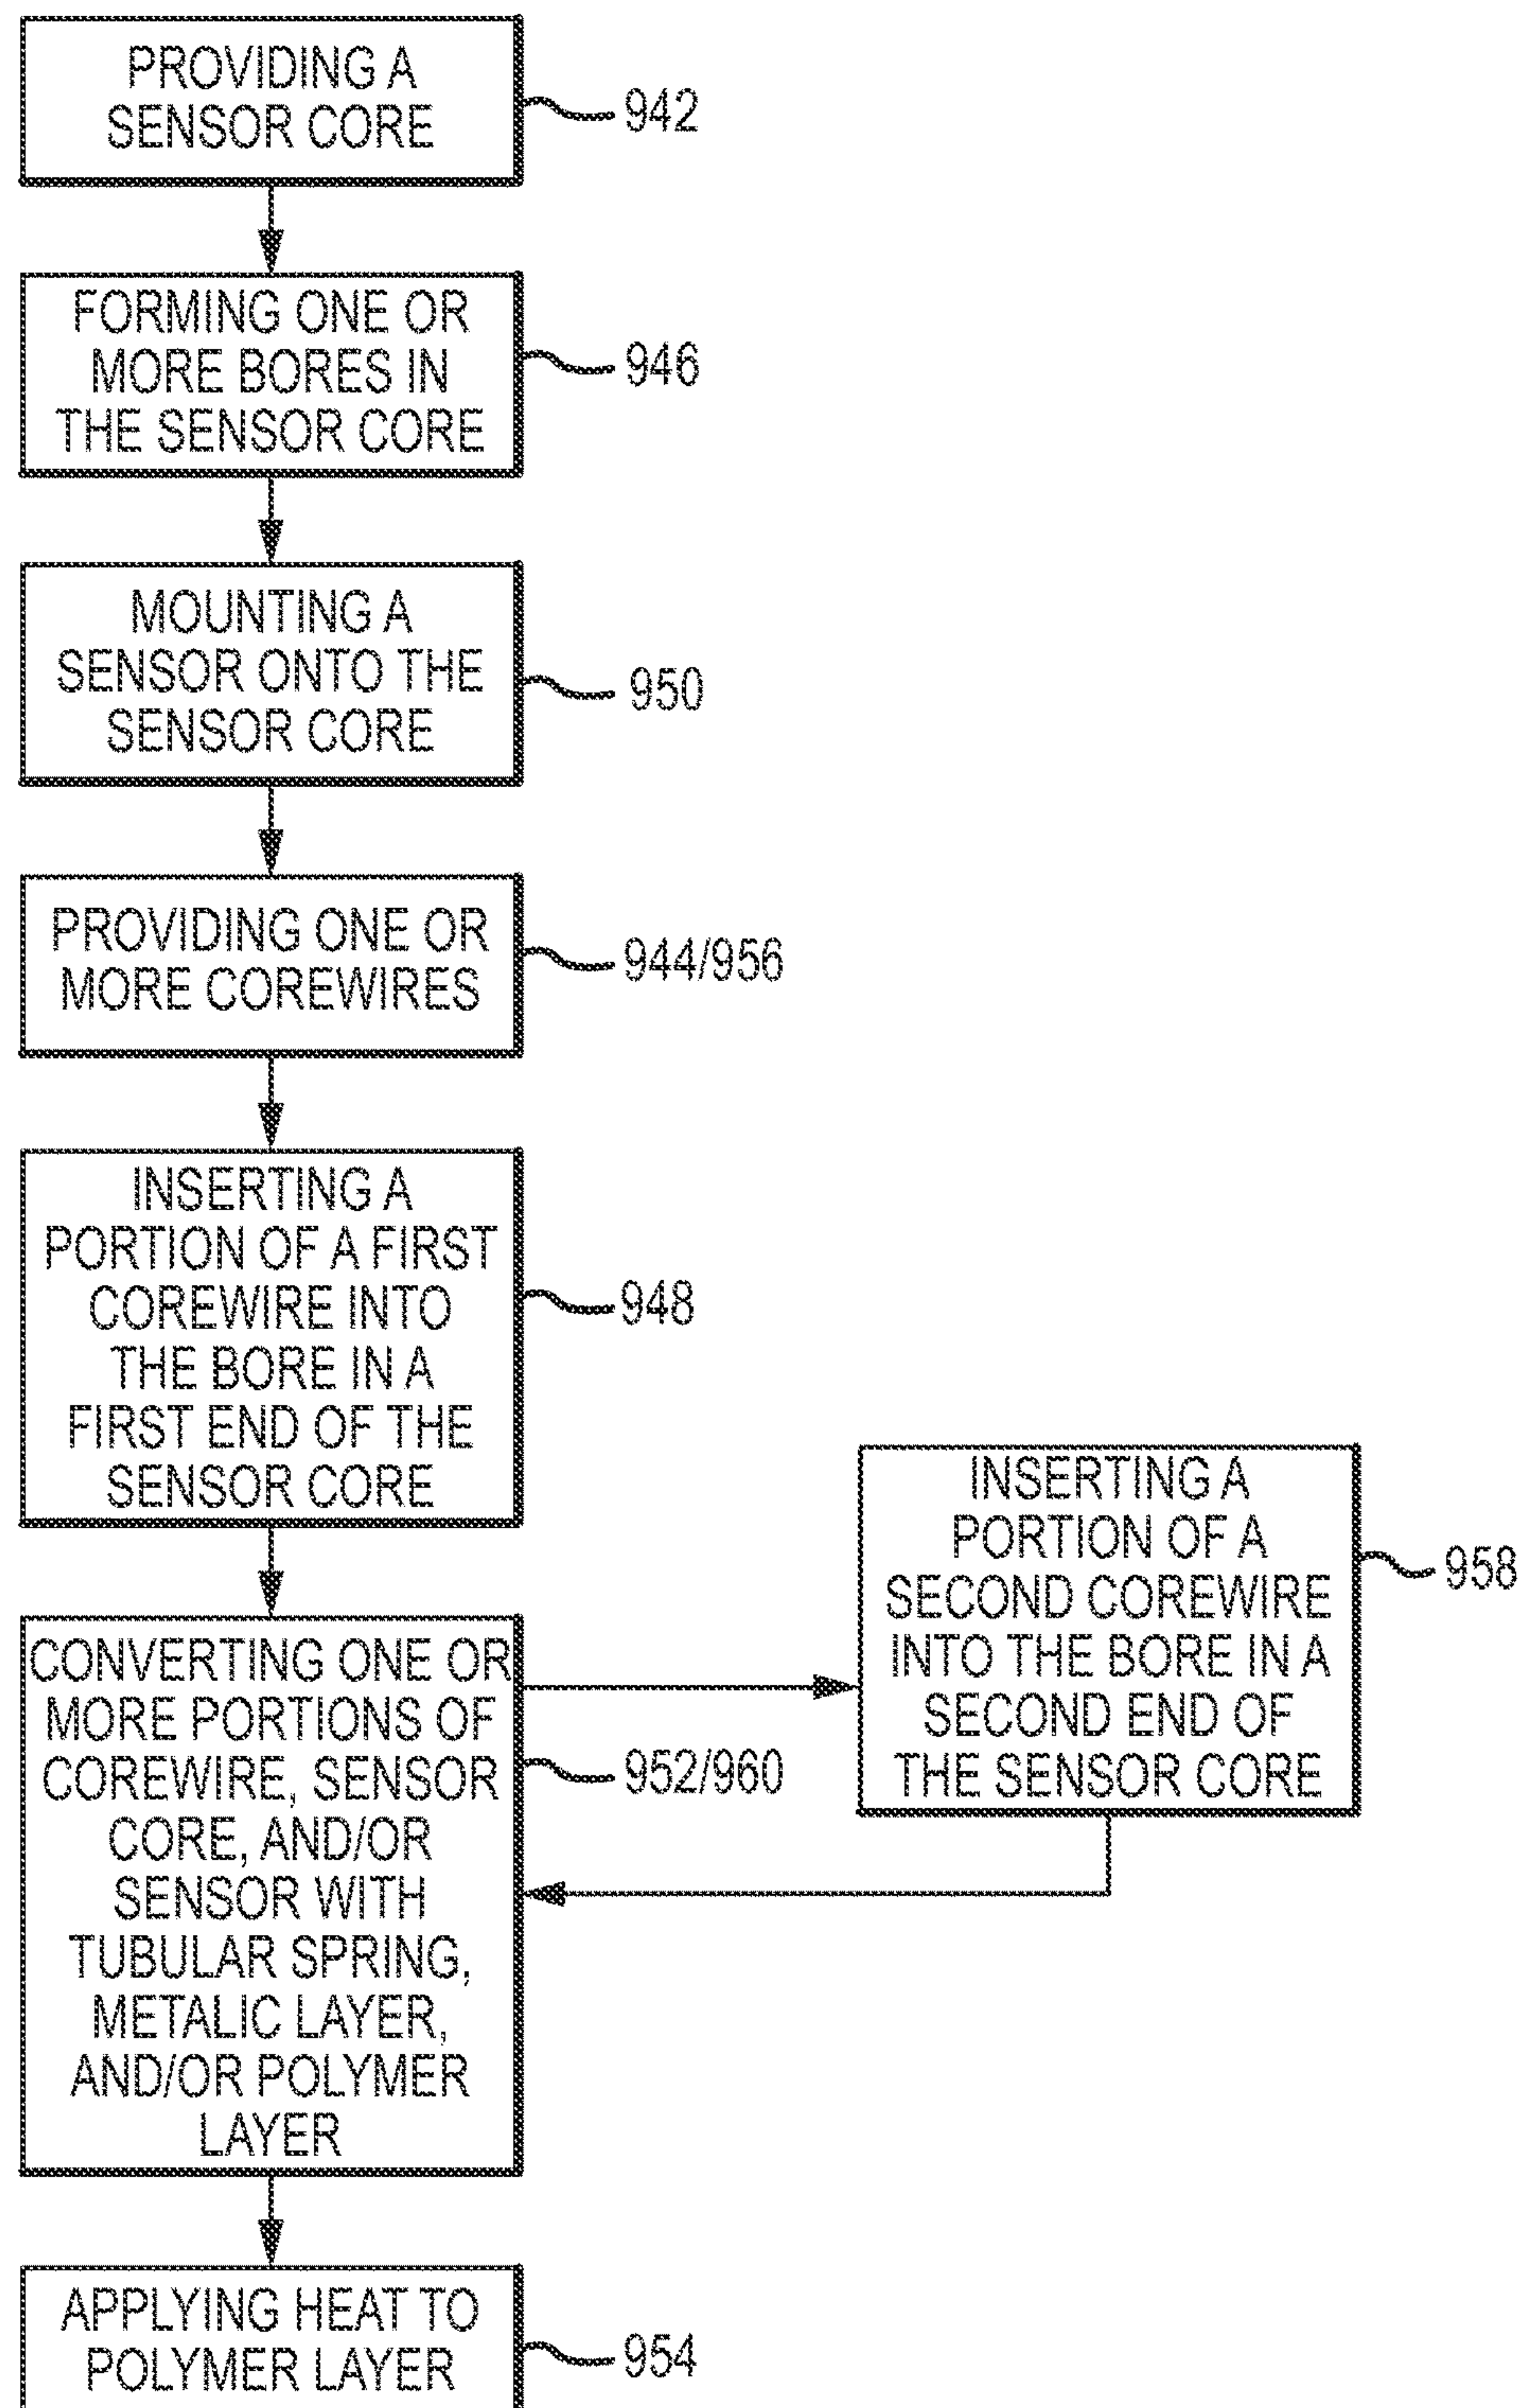 PROVIDING A
SENSOR CORE
942
FORMING ONE OR
MORE BORES IN
THE SENSOR CORE
946
MOUNTING A
SENSOR ONTO THE
SENSOR CORE
950
PROVIDING ONE OR
MORE COREWIRES
944/956
INSERTING A
PORTION OF A FIRST
COREWIRE INTO
THE BORE IN A
FIRST END OF THE
SENSOR CORE
948
CONVERTING ONE OR
MORE PORTIONS OF
COREWIRE, SENSOR
CORE, AND/OR
SENSOR WITH
TUBULAR SPRING,
METALIC LAYER,
AND/OR POLYMER
LAYER
952/960
INSERTING A
PORTION OF A
SECOND COREWIRE
INTO THE BORE IN A
SECOND END OF
THE SENSOR CORE
958
APPLYING HEAT TO
POLYMER LAYER
954